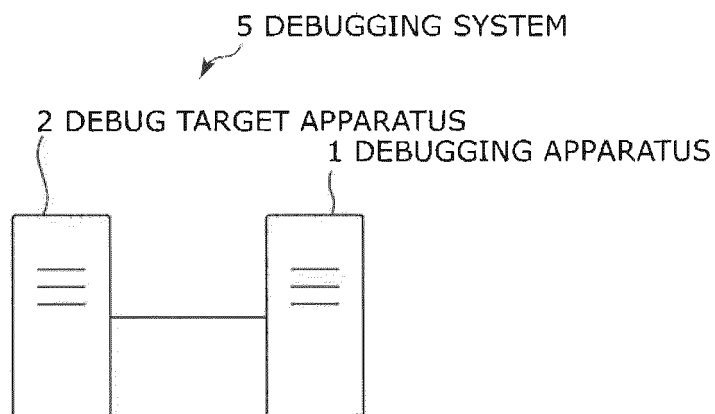 5 DEBUGGING SYSTEM
2 DEBUG TARGET APPARATUS
1 DEBUGGING APPARATUS